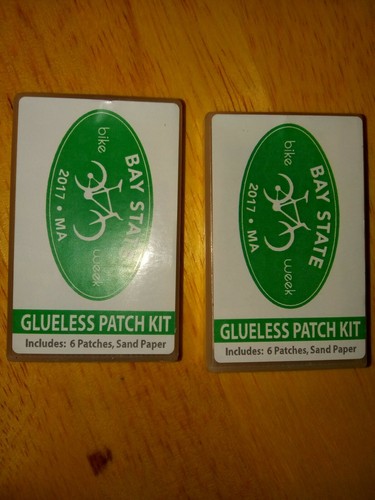 BAY STATE
bike
week
2017 • MA
GLUELESS PATCH KIT
Includes: 6 Patches, Sand Paper
BAY STATE
bike
week
2017 • MA
GLUELESS PATCH KIT
Includes: 6 Patches, Sand Paper